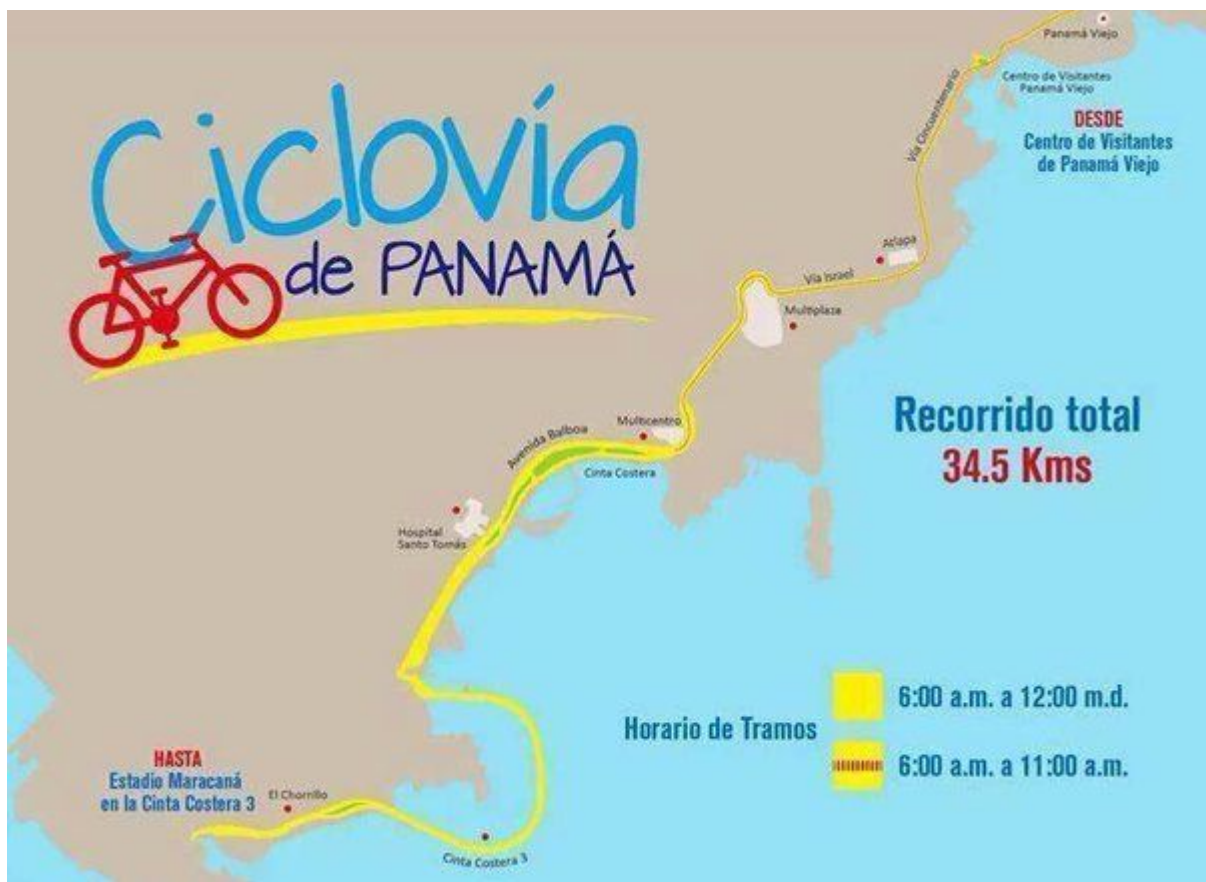 Ciclovía
de PANAMÁ
Panamá Viejo
Centro de Visitantes
Panamá Viejo
Vía Cincuentenario
DESDE
Centro de Visitantes
de Panamá Viejo
Atlapa
Vía Israel
Multiplaza
Recorrido total
34.5 Kms
Multicentro
Avenida Balboa
Cinta Costera
Hospital
Santo Tomás
Horario de Tramos
6:00 a.m. a 12:00 m.d.
6:00 a.m. a 11:00 a.m.
HASTA
Estadio Maracaná
en la Cinta Costera 3
El Chorrillo
Cinta Costera 3